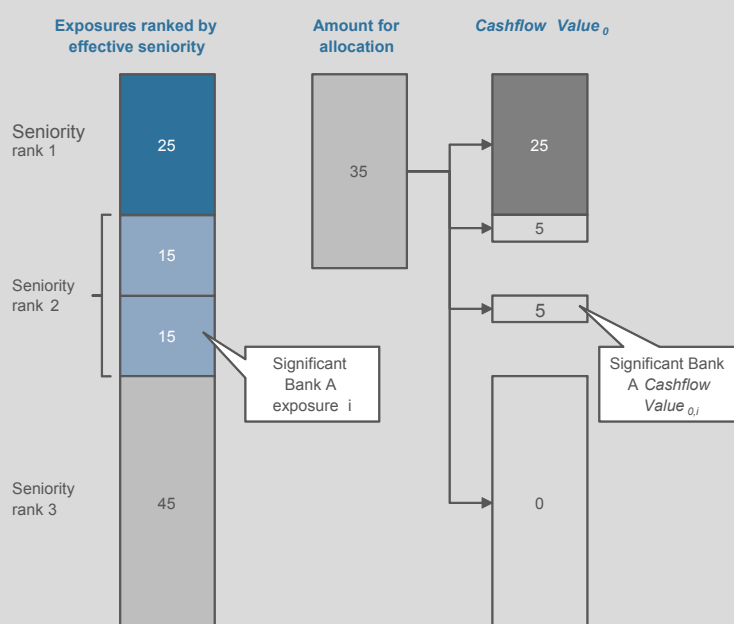 Exposures ranked by
effective seniority
Amount for
allocation
Cashflow Value 0
Seniority
rank 1
25
35
25
5
15
Seniority
rank 2
15
5
Significant
Bank A
exposure i
Significant Bank
A Cashflow
Value 0,i
Seniority
rank 3
45
0